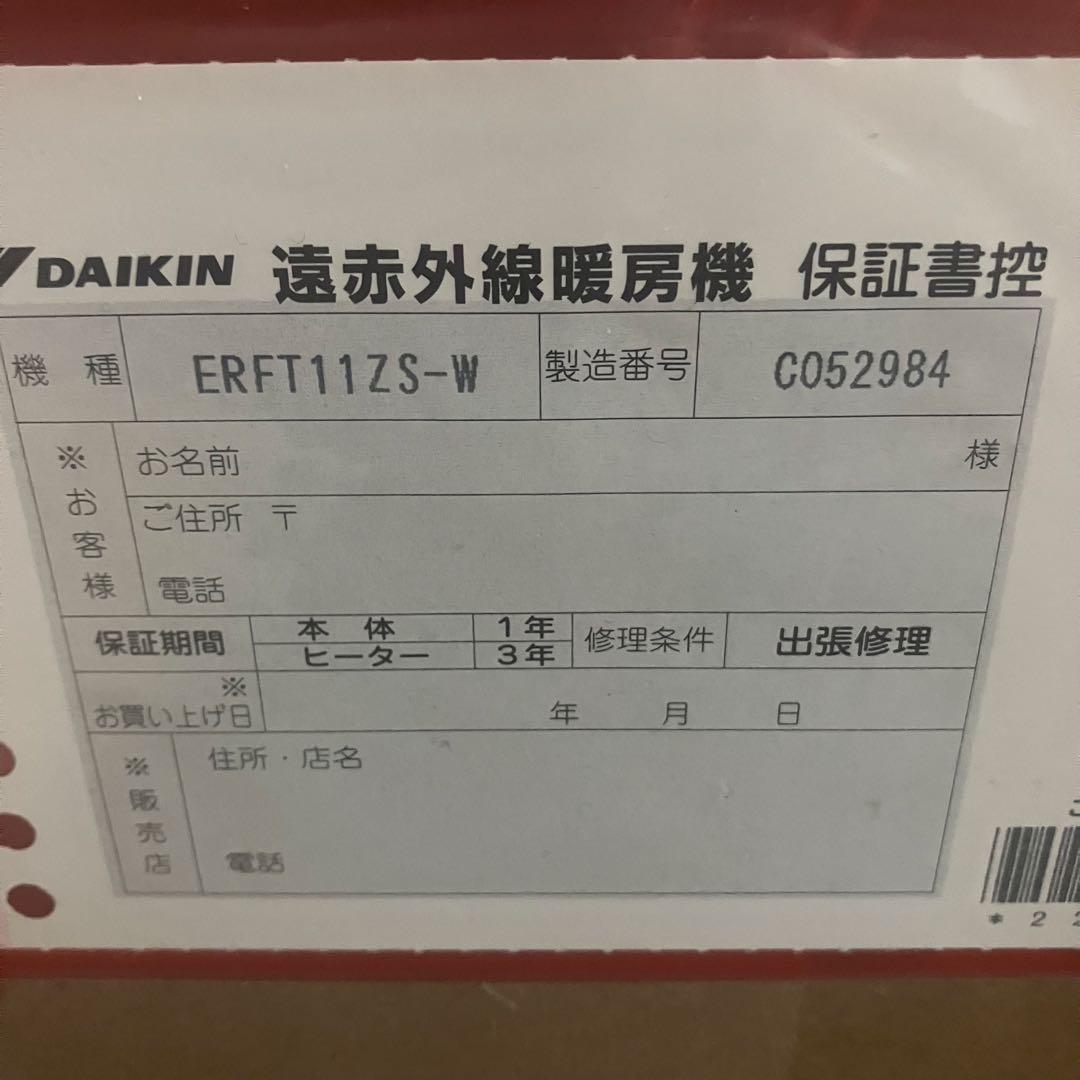 DAIKIN 遠赤外線暖房機 保証書控
機 種 ERFT11ZS-W 製造番号 C052984
※お客様
お名前 様
ご住所 〒
電話
保証期間 本 体 1年 修理条件 出張修理
ヒーター 3年
※
お買い上げ日 年 月 日
※販売店
住所・店名
電話